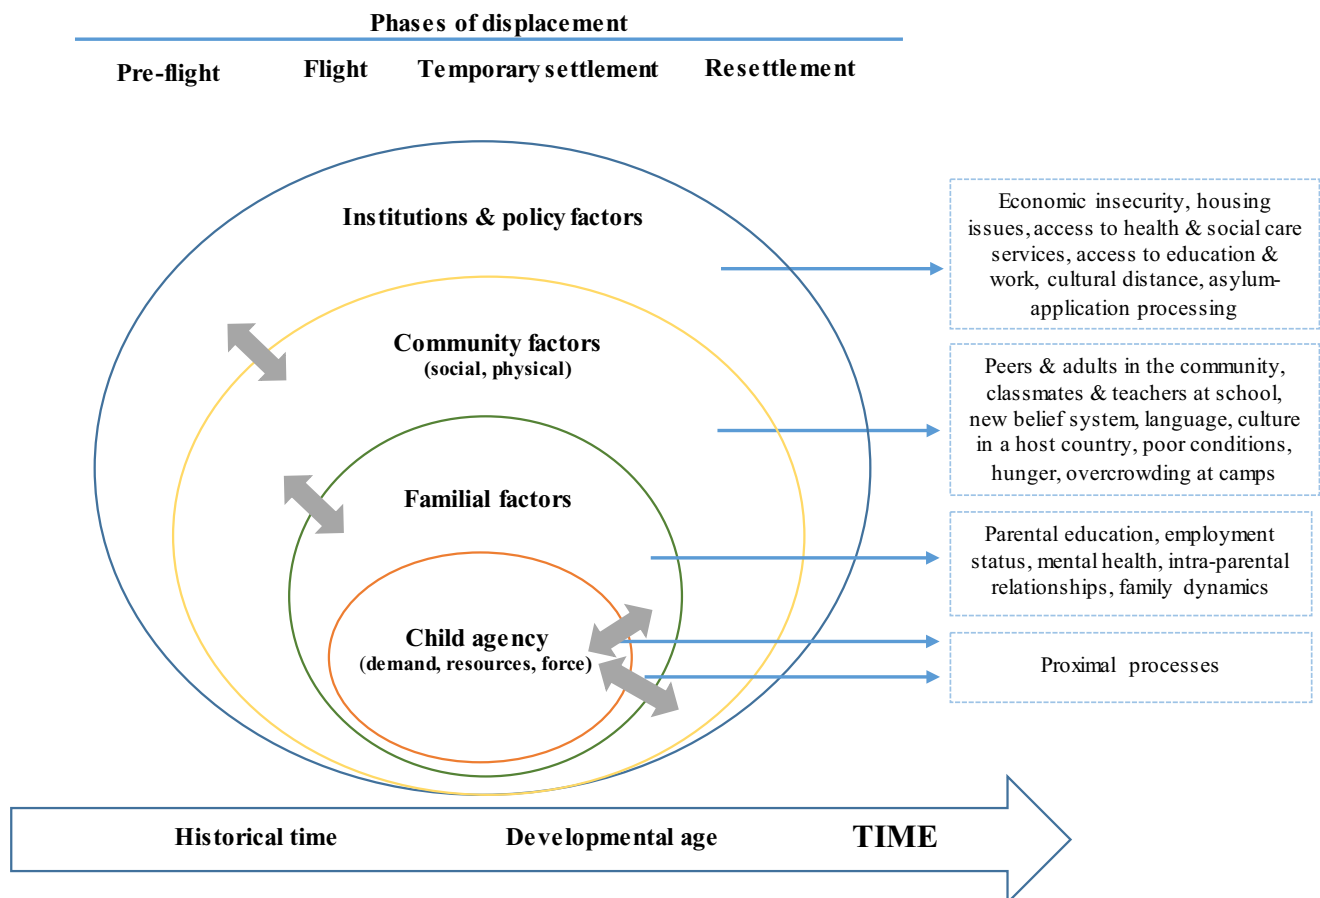 Phases of displacement
Pre-flight Flight Temporary settlement Resettlement
Institutions & policy factors
Economic insecurity, housing
issues, access to health & social care
services, access to education &
work, cultural distance, asylum-
application processing
Community factors
(social, physical)
Peers & adults in the community,
classmates & teachers at school,
new belief system, language, culture
in a host country, poor conditions,
hunger, overcrowding at camps
Familial factors
Parental education, employment
status, mental health, intra-parental
relationships, family dynamics
Child agency
(demand, resources, force)
Proximal processes
Historical time Developmental age TIME